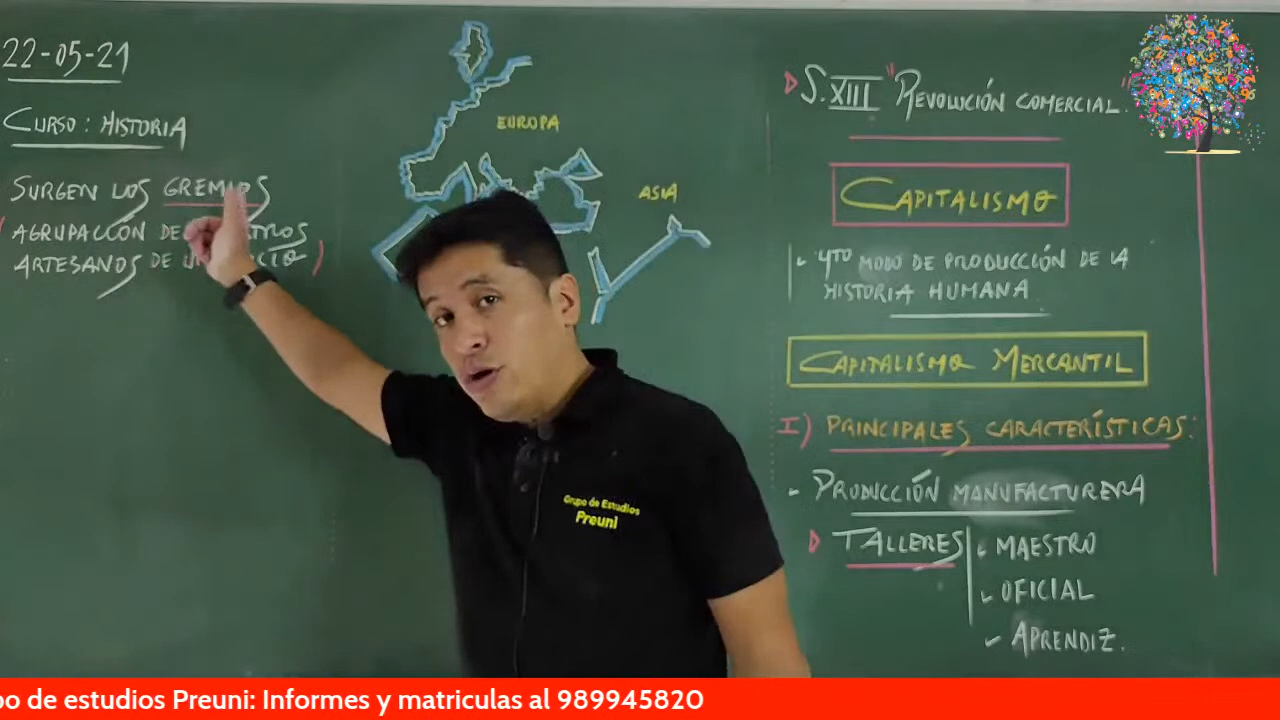 22-05-21
CURSO: HISTORIA
SURGEN LOS GREMIOS
AGRUPACIÓN DE
ARTESANOS DE
)
EUROPA
ASIA
S. XIII "REVOLUCIÓN COMERCIAL."
CAPITALISMO
4TO MODO DE PRODUCCIÓN DE LA
HISTORIA HUMANA
CAPITALISMO MERCANTIL
I) PRINCIPALES CARACTERÍSTICAS:
- PRODUCCIÓN MANUFACTURERA
TALLERES
MAESTRO
OFICIAL
APRENDIZ.
Grupo de Estudios
Preuni
po de estudios Preuni: Informes y matriculas al 989945820